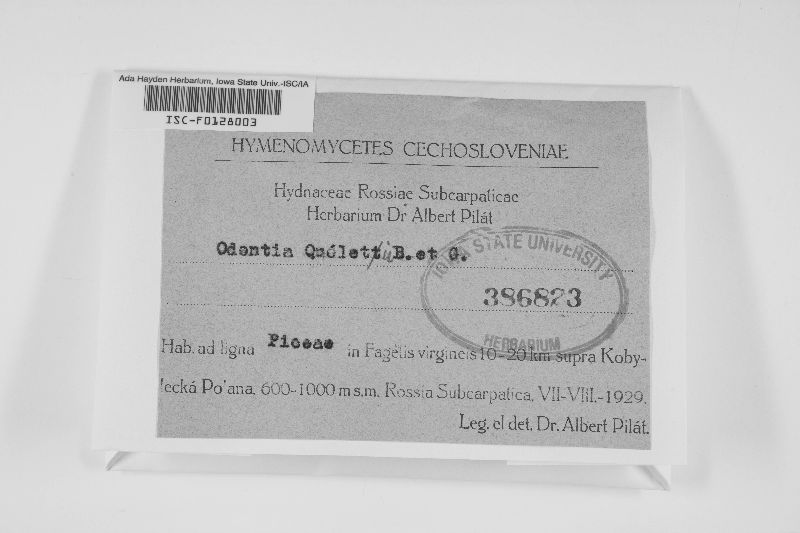 Ada Hayden Herbarium, Iowa State Univ.-ISC/IA
ISC-F0128003
HYMENOMYCETES CECHOSLOVENIAE
Hydnaceae Rossiae Subcarpaticae
Herbarium Dr Albert Pilát
Odontia Quélet/ii B. et G.
IOWA STATE UNIVERSITY
386823
HERBARIUM
Hab. ad ligna Piceae in Fagetis virgineis 10-20 km supra Koby-
lecká Po'ana, 600-1000 m s.m. Rossia Subcarpatica, VII-VIII.-1929.
Leg. et det. Dr. Albert Pilát.